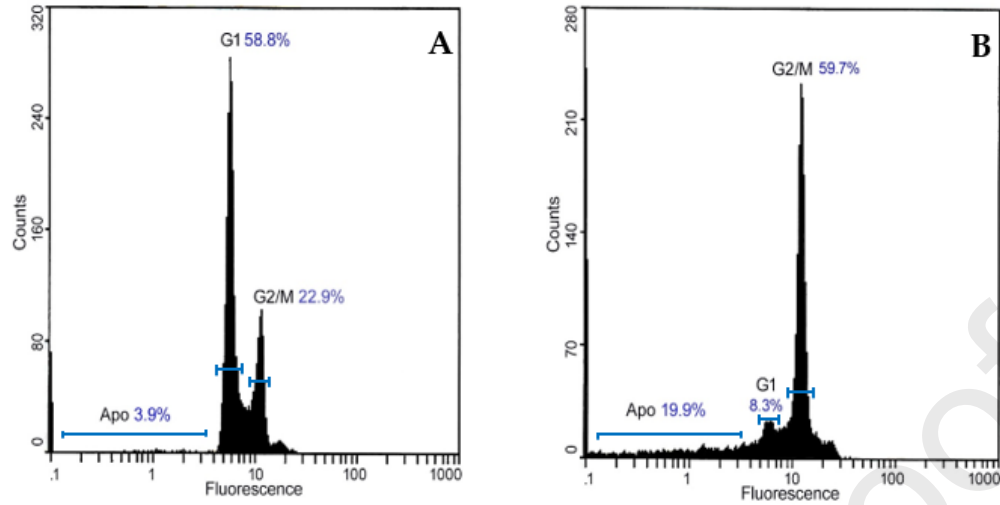 A
320
240
160
80
0
Counts
G1 58.8%
G2/M 22.9%
Apo 3.9%
.1 1 10 100 1000
Fluorescence
B
280
210
140
70
0
Counts
G2/M 59.7%
G1
8.3%
Apo 19.9%
.1 1 10 100 1000
Fluorescence